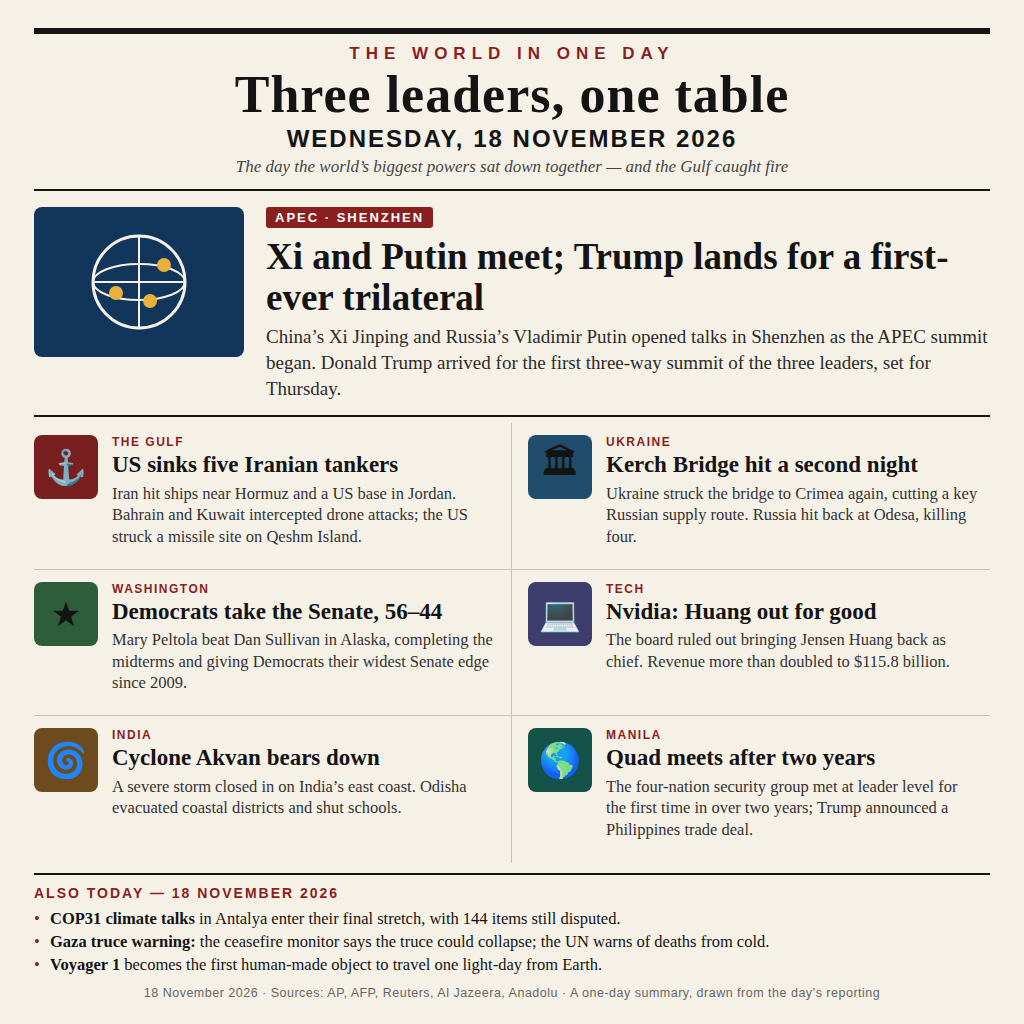 THE WORLD IN ONE DAY
Three leaders, one table
WEDNESDAY, 18 NOVEMBER 2026
The day the world’s biggest powers sat down together — and the Gulf caught fire
APEC · SHENZHEN
Xi and Putin meet; Trump lands for a first-
ever trilateral
China’s Xi Jinping and Russia’s Vladimir Putin opened talks in Shenzhen as the APEC summit
began. Donald Trump arrived for the first three-way summit of the three leaders, set for
Thursday.
THE GULF
US sinks five Iranian tankers
Iran hit ships near Hormuz and a US base in Jordan.
Bahrain and Kuwait intercepted drone attacks; the US
struck a missile site on Qeshm Island.
UKRAINE
Kerch Bridge hit a second night
Ukraine struck the bridge to Crimea again, cutting a key
Russian supply route. Russia hit back at Odesa, killing
four.
WASHINGTON
Democrats take the Senate, 56–44
Mary Peltola beat Dan Sullivan in Alaska, completing the
midterms and giving Democrats their widest Senate edge
since 2009.
TECH
Nvidia: Huang out for good
The board ruled out bringing Jensen Huang back as
chief. Revenue more than doubled to $115.8 billion.
INDIA
Cyclone Akvan bears down
A severe storm closed in on India’s east coast. Odisha
evacuated coastal districts and shut schools.
MANILA
Quad meets after two years
The four-nation security group met at leader level for
the first time in over two years; Trump announced a
Philippines trade deal.
ALSO TODAY — 18 NOVEMBER 2026
• COP31 climate talks in Antalya enter their final stretch, with 144 items still disputed.
• Gaza truce warning: the ceasefire monitor says the truce could collapse; the UN warns of deaths from cold.
• Voyager 1 becomes the first human-made object to travel one light-day from Earth.
18 November 2026 · Sources: AP, AFP, Reuters, Al Jazeera, Anadolu · A one-day summary, drawn from the day’s reporting